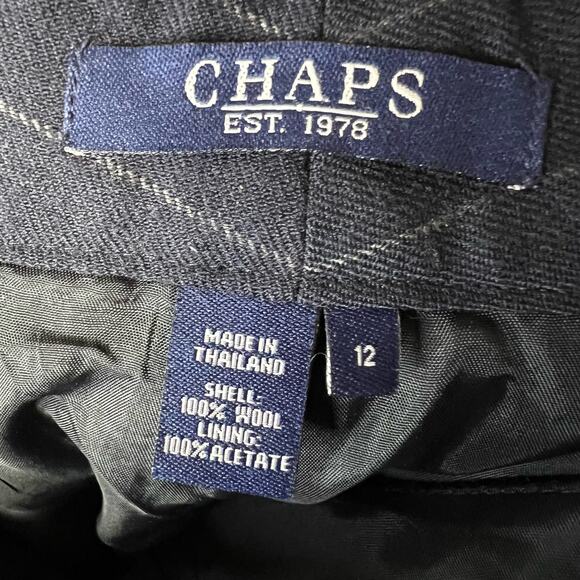 CHAPS
EST. 1978
MADE IN
THAILAND
12
SHELL:
100% WOOL
LINING:
100% ACETATE